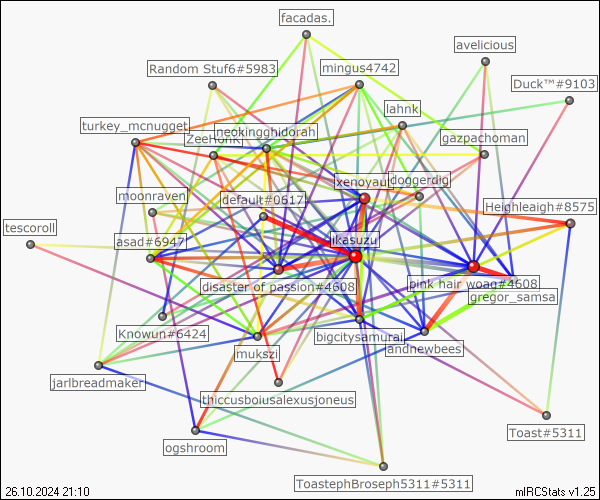 facadas.
avelicious
Random Stuf6#5983
mingus4742
Duck™#9103
lahnk
turkey_mcnugget
neokingghidorah
gazpachoman
xenoyau
doggerdig
moonraven
default#0617
Heighleaigh#8575
tescoroll
asad#6947
jikasuzu
disaster of passion#4608
pink hair woag#4608
gregor_samsa
Knowun#6424
bigcitysamurai
mukszi
andnewbees
jarlbreadmaker
thiccusboiusalexusjoneus
Toast#5311
ogshroom
ToastephBroseph5311#5311
26.10.2024 21:10
mIRCStats v1.25